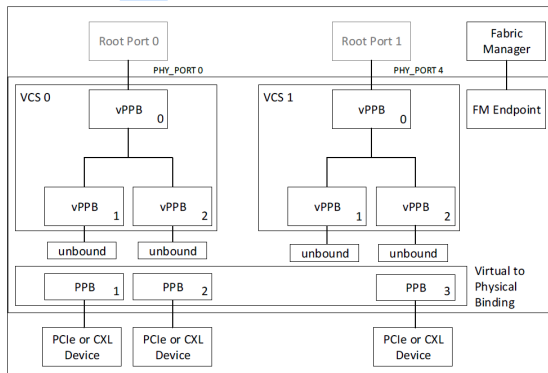 Root Port 0
Root Port 1
Fabric
Manager
PHY_PORT 0
PHY_PORT 4
VCS 0
vPPB
0
VCS 1
vPPB
0
FM Endpoint
vPPB
1
vPPB
2
vPPB
1
vPPB
2
unbound
unbound
unbound
unbound
PPB
1
PPB
2
PPB
3
Virtual to
Physical
Binding
PCIe or CXL
Device
PCIe or CXL
Device
PCIe or CXL
Device